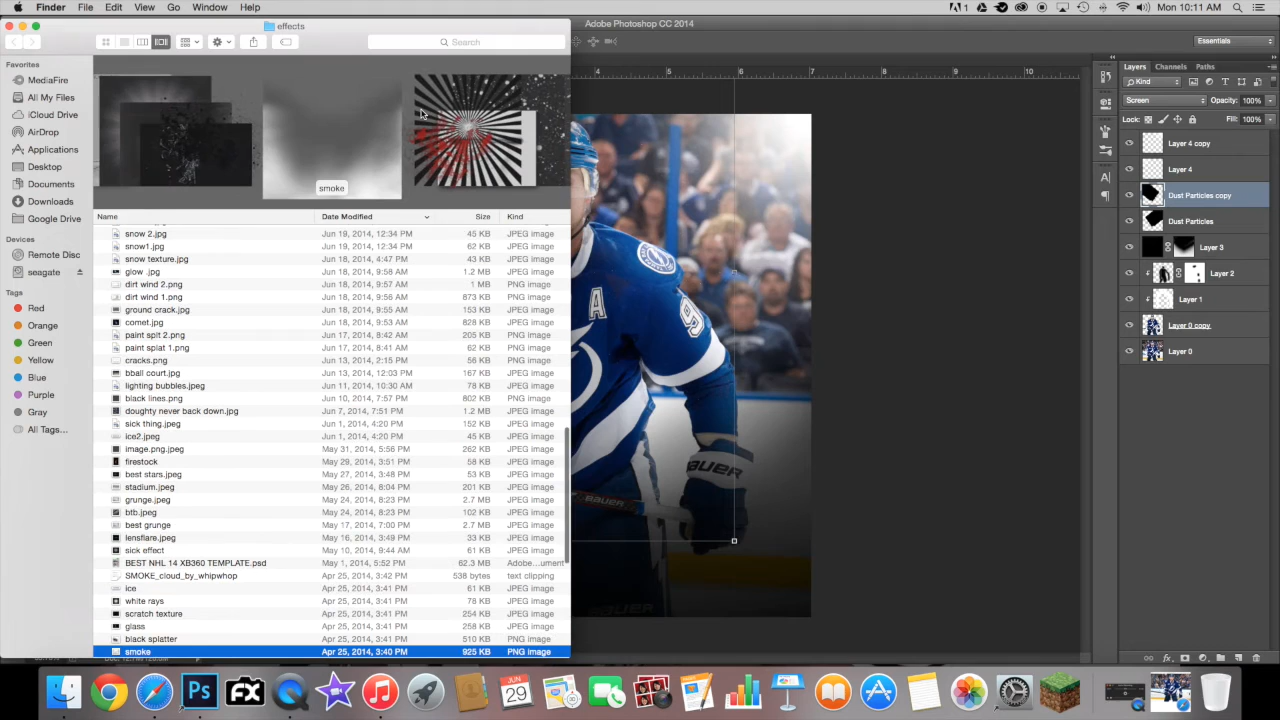 Finder File Edit View Go Window Help Mon 10:11 AM
effects
Adobe Photoshop CC 2014
Search
Essentials
Favorites
MediaFire
All My Files
iCloud Drive
AirDrop
Applications
Desktop
Documents
Downloads
Google Drive
Devices
Remote Disc
seagate
Tags
Red
Orange
Yellow
Green
Blue
Purple
Gray
All Tags...
smoke
Name Date Modified Size Kind
snow 2.jpg Jun 19, 2014, 12:34 PM 45 KB JPEG image
snow1.jpg Jun 19, 2014, 12:34 PM 62 KB JPEG image
snow texture.jpg Jun 18, 2014, 4:47 PM 43 KB JPEG image
glow .jpg Jun 18, 2014, 9:58 AM 1.2 MB JPEG image
dirt wind 2.png Jun 18, 2014, 9:57 AM 1 MB PNG image
dirt wind 1.png Jun 18, 2014, 9:56 AM 873 KB PNG image
ground crack.jpg Jun 18, 2014, 9:55 AM 153 KB JPEG image
comet.jpg Jun 18, 2014, 9:53 AM 828 KB JPEG image
paint splt 2.png Jun 17, 2014, 8:42 AM 205 KB PNG image
paint splat 1.png Jun 17, 2014, 8:41 AM 62 KB PNG image
cracks.png Jun 13, 2014, 2:15 PM 56 KB PNG image
bball court.jpg Jun 13, 2014, 12:03 PM 167 KB JPEG image
lighting bubbles.jpg Jun 11, 2014, 10:30 AM 78 KB JPEG image
black lines.png Jun 10, 2014, 7:57 PM 802 KB PNG image
doughty never back down.jpg Jun 7, 2014, 7:51 PM 1.2 MB JPEG image
sick thing.jpg Jun 1, 2014, 4:20 PM 152 KB JPEG image
ice2.jpeg Jun 1, 2014, 4:20 PM 45 KB JPEG image
image.png.jpeg May 31, 2014, 5:56 PM 262 KB JPEG image
firestock May 29, 2014, 3:51 PM 68 KB JPEG image
best stars.jpeg May 27, 2014, 3:48 PM 53 KB JPEG image
stadium.jpeg May 26, 2014, 8:04 PM 201 KB JPEG image
grunge.jpeg May 24, 2014, 8:23 PM 2.7 MB JPEG image
btb.jpeg May 24, 2014, 8:23 PM 102 KB JPEG image
best grunge May 17, 2014, 7:00 PM 2.7 MB JPEG image
lensflare.jpeg May 16, 2014, 3:49 PM 33 KB JPEG image
sick effect May 10, 2014, 9:44 AM 61 KB JPEG image
BEST NHL 14 XB360 TEMPLATE.psd May 1, 2014, 5:52 PM 62.3 MB Adobe...ument
SMOKE_cloud_by_whipwhop Apr 25, 2014, 3:42 PM 538 bytes text clipping
ice Apr 25, 2014, 3:41 PM 61 KB JPEG image
white rays Apr 25, 2014, 3:41 PM 78 KB JPEG image
scratch texture Apr 25, 2014, 3:41 PM 254 KB JPEG image
glass Apr 25, 2014, 3:41 PM 258 KB JPEG image
black splatter Apr 25, 2014, 3:41 PM 510 KB PNG image
smoke Apr 25, 2014, 3:40 PM 925 KB PNG image
4 5 6 7 8 9 10
A
9
BAUER
BAUER
Layers Channels Paths
Kind
Screen Opacity: 100%
Lock: Fill: 100%
Layer 4 copy
Layer 4
Dust Particles copy
Dust Particles
Layer 3
Layer 2
Layer 1
Layer 0 copy
Layer 0
fx
JUN
29
Ps
FX